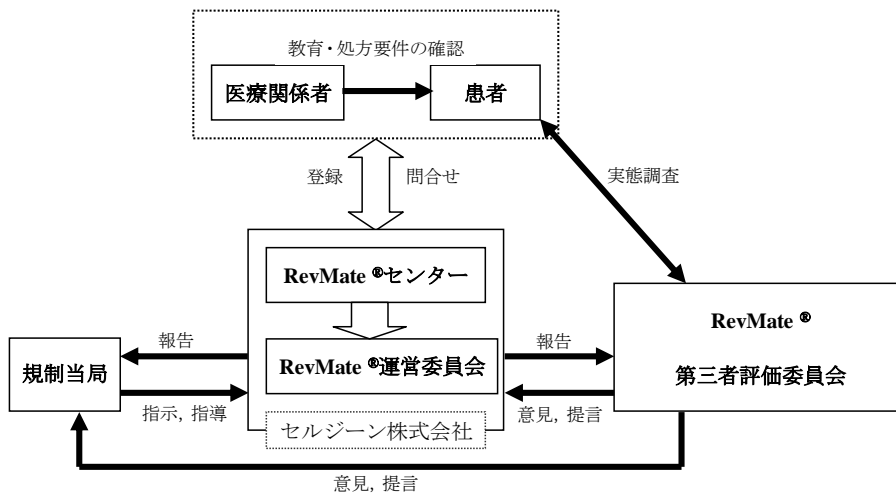 教育・処方要件の確認
医療関係者
患者
登録
問合せ
実態調査
RevMate ®センター
RevMate ®
報告
報告
RevMate ®運営委員会
規制当局
第三者評価委員会
指示, 指導
意見, 提言
セルジーン株式会社
意見, 提言